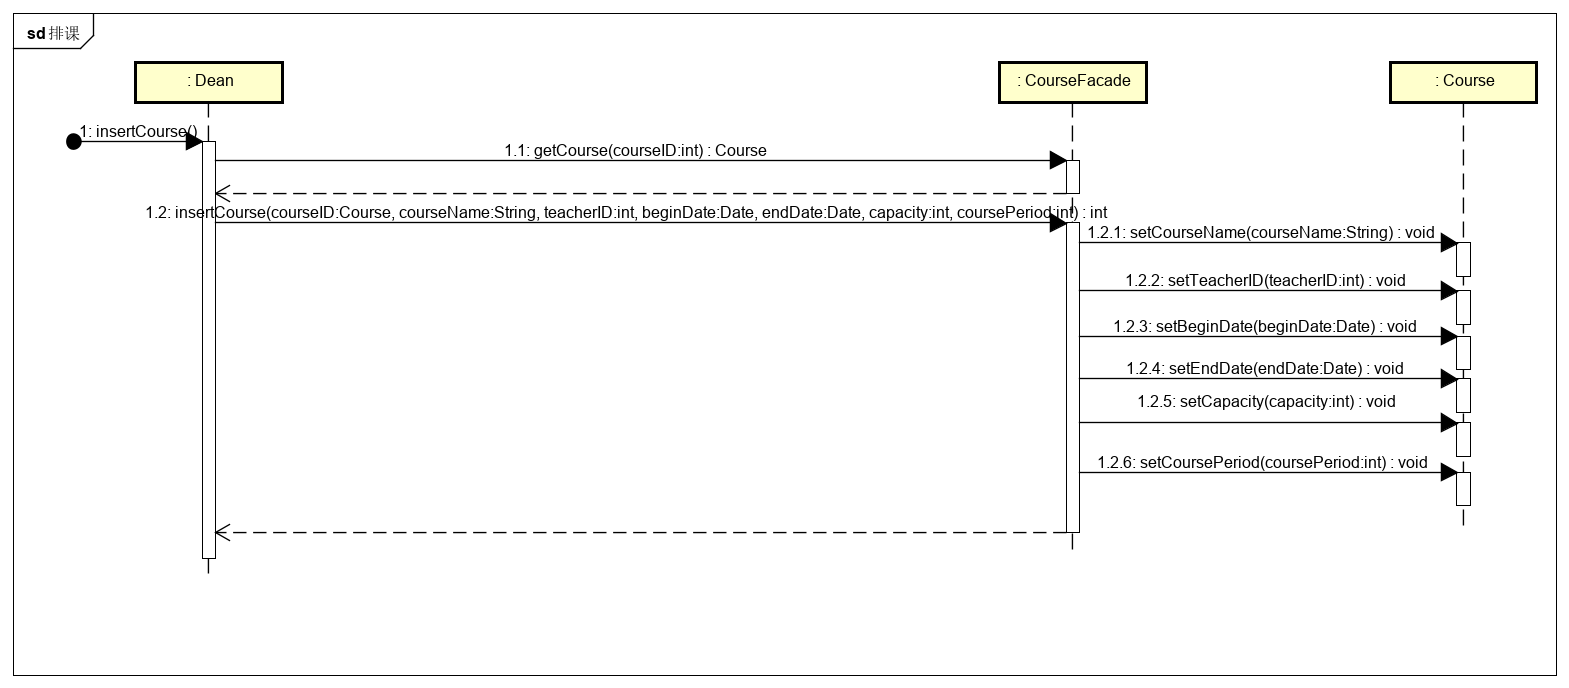 sd 排课
: Dean
: CourseFacade
: Course
1: insertCourse()
1.1: getCourse(courseID:int) : Course
1.2: insertCourse(courseID:Course, courseName:String, teacherID:int, beginDate:Date, endDate:Date, capacity:int, coursePeriod:int) : int
1.2.1: setCourseName(courseName:String) : void
1.2.2: setTeacherID(teacherID:int) : void
1.2.3: setBeginDate(beginDate:Date) : void
1.2.4: setEndDate(endDate:Date) : void
1.2.5: setCapacity(capacity:int) : void
1.2.6: setCoursePeriod(coursePeriod:int) : void